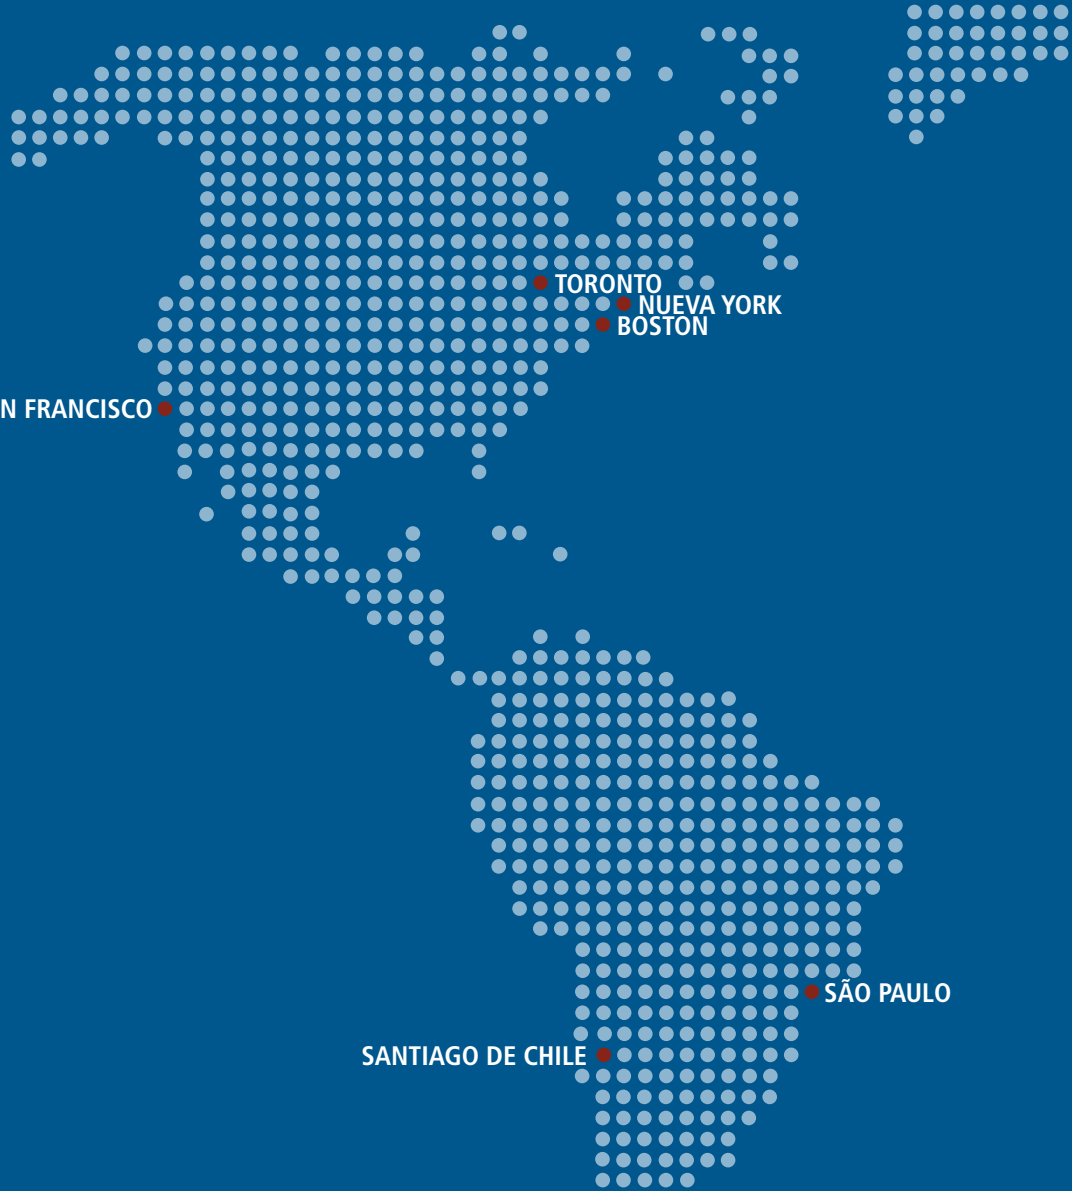 TORONTO
NUEVA YORK
BOSTON
N FRANCISCO
SÃO PAULO
SANTIAGO DE CHILE